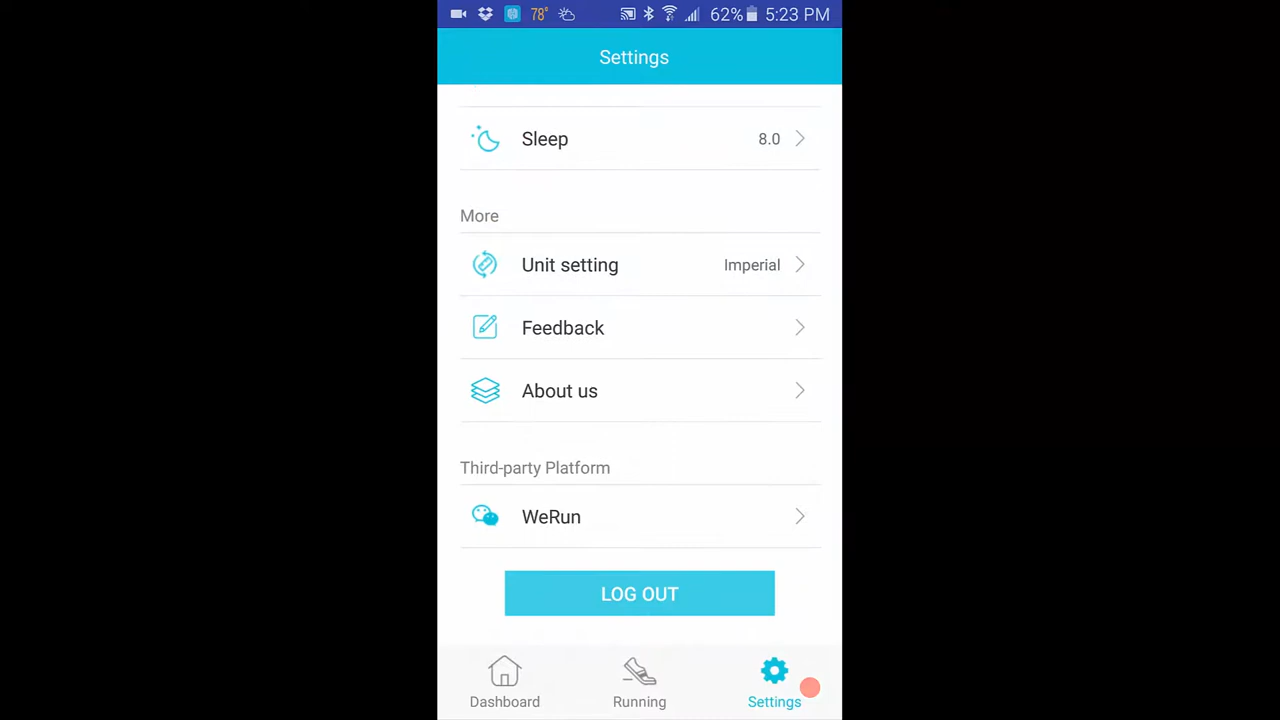 78° 62% 5:23 PM
Settings
Sleep 8.0
More
Unit setting Imperial
Feedback
About us
Third-party Platform
WeRun
LOG OUT
Dashboard Running Settings